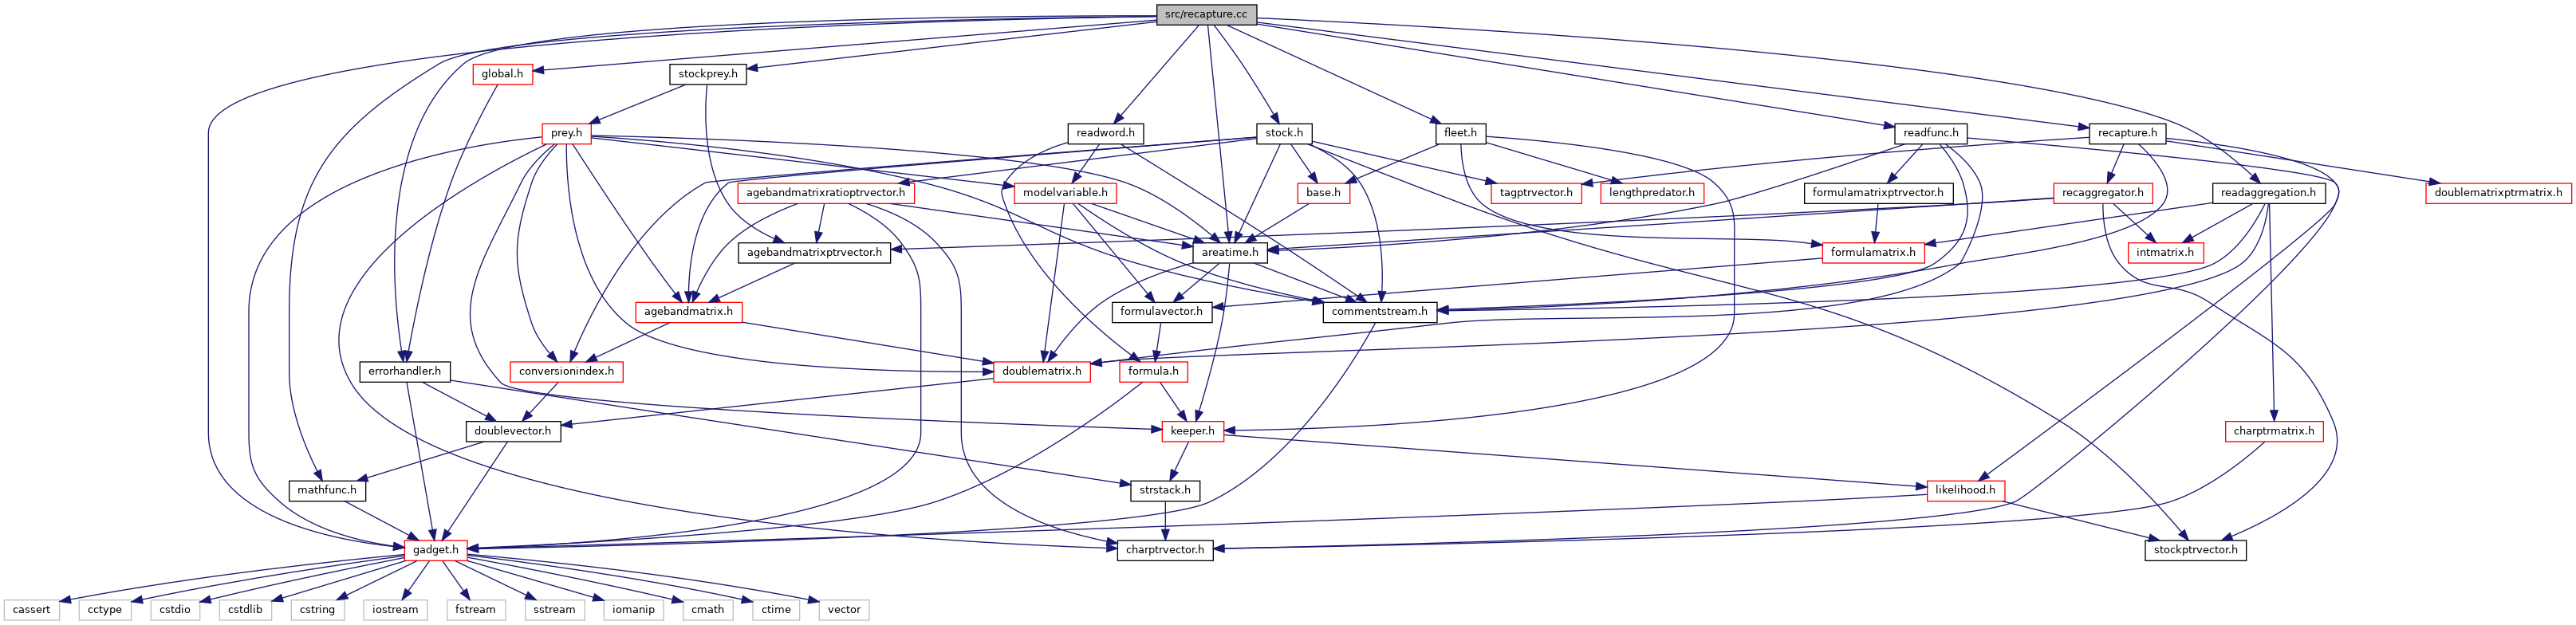 src/recapture.cc
global.h
stockprey.h
prey.h
readword.h
stock.h
fleet.h
readfunc.h
recapture.h
agebandmatrixratioptrvector.h
modelvariable.h
base.h
tagptrvector.h
lengthpredator.h
formulamatrixptrvector.h
recaggregator.h
readaggregation.h
doublematrixptrmatrix.h
agebandmatrixptrvector.h
areatime.h
formulamatrix.h
intmatrix.h
agebandmatrix.h
formulavector.h
commentstream.h
errorhandler.h
conversionindex.h
doublematrix.h
formula.h
doublevector.h
keeper.h
charptrmatrix.h
mathfunc.h
strstack.h
likelihood.h
gadget.h
charptrvector.h
stockptrvector.h
cassert
cctype
cstdio
cstdlib
cstring
iostream
fstream
sstream
iomanip
cmath
ctime
vector